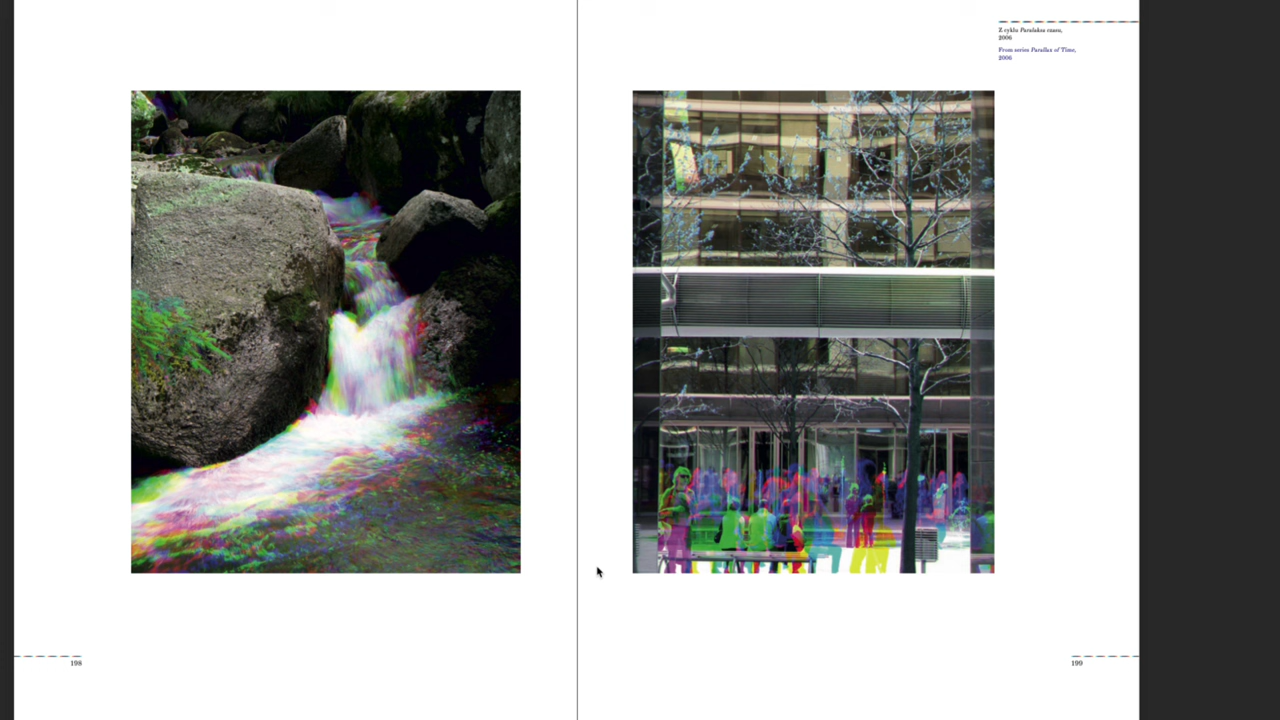 Z cyklu Paralaksa czasu,
2006
From series Parallax of Time,
2006
198
199